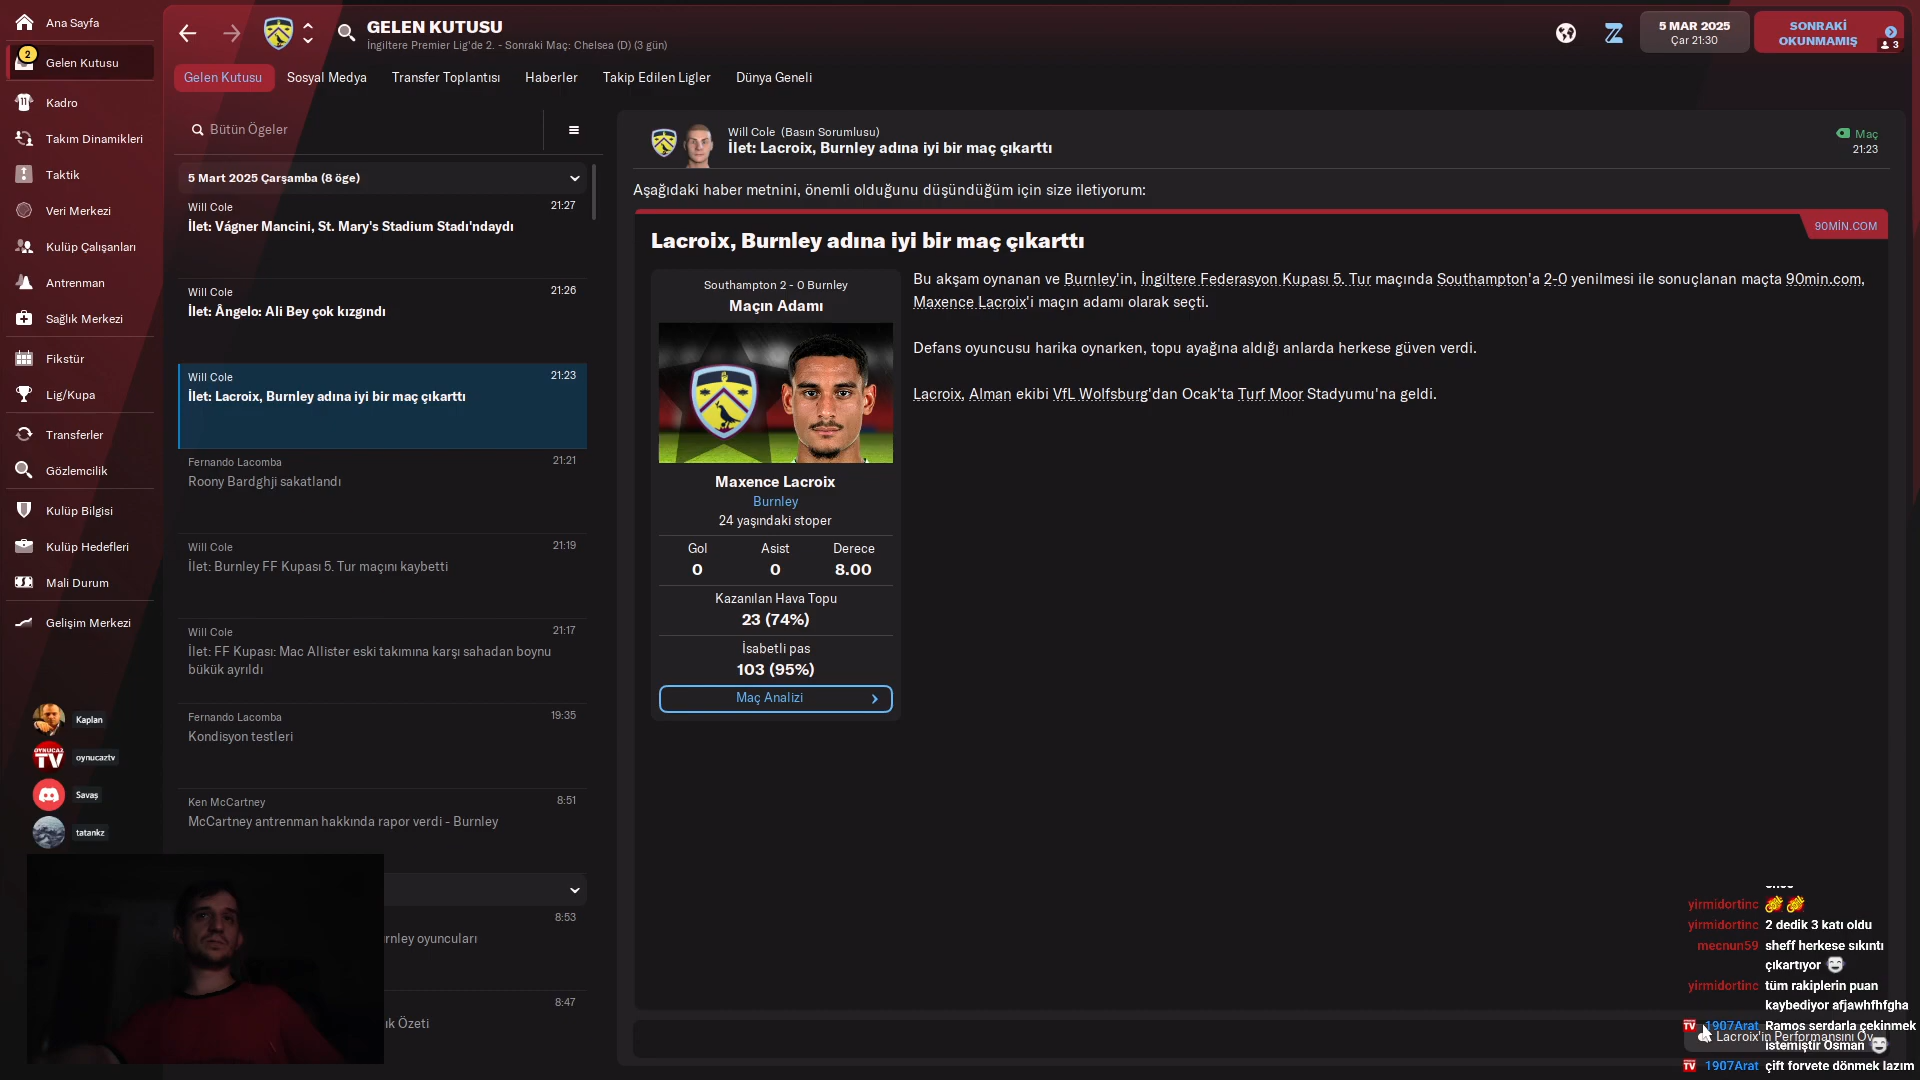 Ana Sayfa
2
Gelen Kutusu
Kadro
Takım Dinamikleri
Taktik
Veri Merkezi
Kulüp Çalışanları
Antrenman
Sağlık Merkezi
Fikstür
Lig/Kupa
Transferler
Gözlemcilik
Kulüp Bilgisi
Kulüp Hedefleri
Mali Durum
Gelişim Merkezi
Kaplan
OYNUCAZ TV oynucaztv
Savaş
tatankz
GELEN KUTUSU
İngiltere Premier Lig'de 2. - Sonraki Maç: Chelsea (D) (3 gün)
5 MAR 2025
Çar 21:30
SONRAKİ OKUNMAMIŞ
3
Gelen Kutusu Sosyal Medya Transfer Toplantısı Haberler Takip Edilen Ligler Dünya Geneli
Bütün Ögeler
5 Mart 2025 Çarşamba (8 öge)
Will Cole 21:27
İlet: Vágner Mancini, St. Mary's Stadium Stadı'ndaydı
Will Cole 21:26
İlet: Ângelo: Ali Bey çok kızgındı
Will Cole 21:23
İlet: Lacroix, Burnley adına iyi bir maç çıkarttı
Fernando Lacomba 21:21
Roony Bardghji sakatlandı
Will Cole 21:19
İlet: Burnley FF Kupası 5. Tur maçını kaybetti
Will Cole 21:17
İlet: FF Kupası: Mac Allister eski takımına karşı sahadan boynu
bükük ayrıldı
Fernando Lacomba 19:35
Kondisyon testleri
Ken McCartney 8:51
McCartney antrenman hakkında rapor verdi - Burnley
8:53
rnley oyuncuları
8:47
Özeti
Will Cole (Basın Sorumlusu)
İlet: Lacroix, Burnley adına iyi bir maç çıkarttı
Maç
21:23
Aşağıdaki haber metnini, önemli olduğunu düşündüğüm için size iletiyorum:
90MİN.COM
Lacroix, Burnley adına iyi bir maç çıkarttı
Southampton 2 - 0 Burnley
Maçın Adamı
Maxence Lacroix
Burnley
24 yaşındaki stoper
Gol Asist Derece
0 0 8.00
Kazanılan Hava Topu
23 (74%)
İsabetli pas
103 (95%)
Maç Analizi
Bu akşam oynanan ve Burnley'in, İngiltere Federasyon Kupası 5. Tur maçında Southampton'a 2-0 yenilmesi ile sonuçlanan maçta 90min.com,
Maxence Lacroix'i maçın adamı olarak seçti.
Defans oyuncusu harika oynarken, topu ayağına aldığı anlarda herkese güven verdi.
Lacroix, Alman ekibi VfL Wolfsburg'dan Ocak'ta Turf Moor Stadyumu'na geldi.
yirmidortinc
yirmidortinc 2 dedik 3 katı oldu
mecnun59 sheff herkese sıkıntı
çıkartıyor
yirmidortinc tüm rakiplerin puan
kaybediyor afjawhfhfgha
TV 1907Arat Ramos serdarla çekinmek
Lacroix'in Performansını Öv
istemiştir Osman
TV 1907Arat çift forvete dönmek lazım